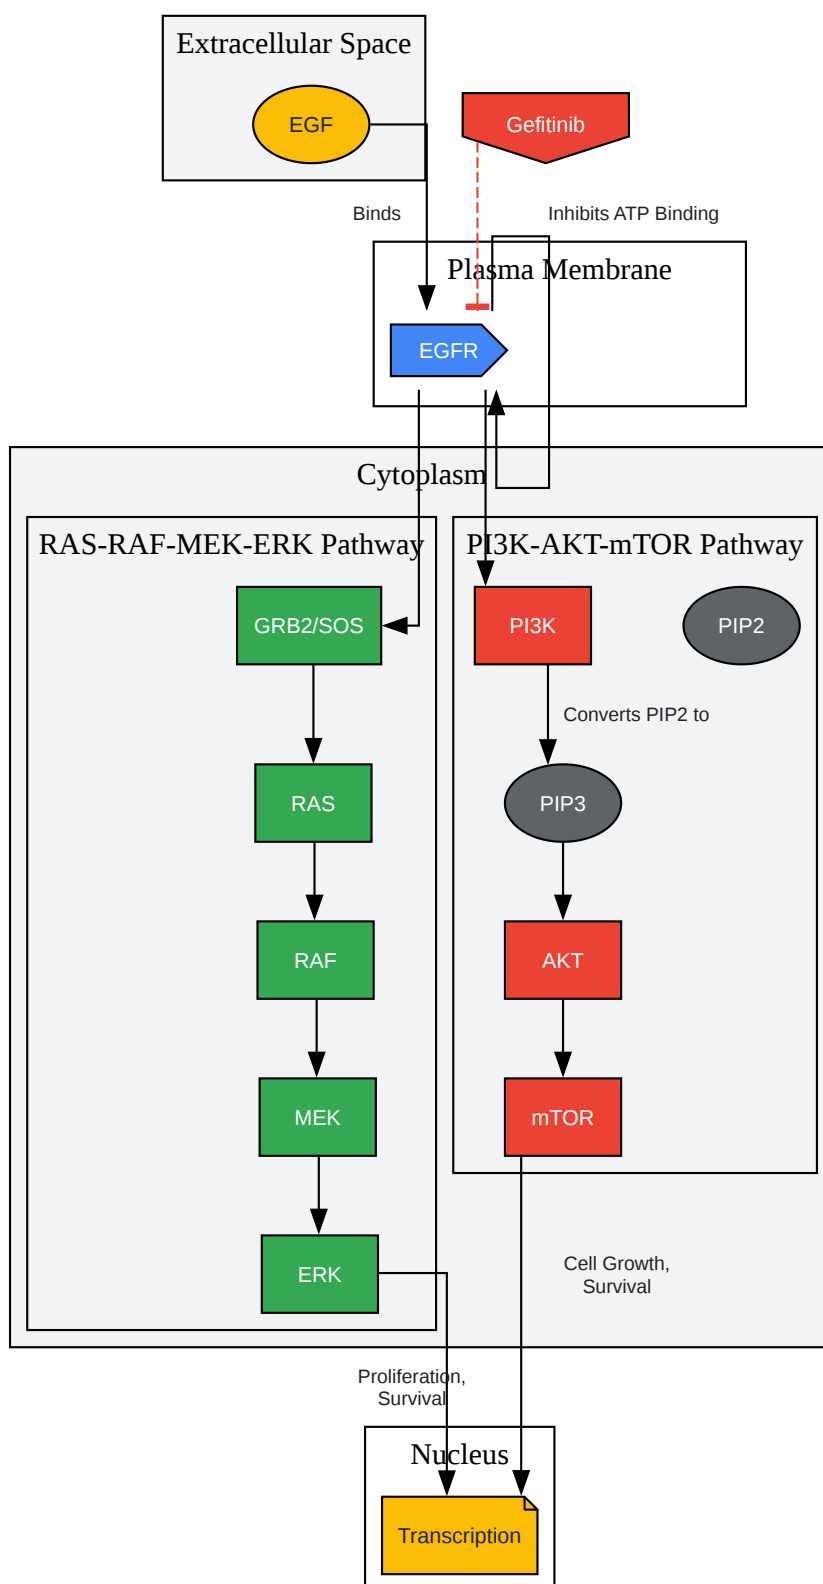 Extracellular Space
EGF
Gefitinib
Binds
Inhibits ATP Binding
Plasma Membrane
EGFR
Cytoplasm
RAS-RAF-MEK-ERK Pathway
PI3K-AKT-mTOR Pathway
GRB2/SOS
PI3K
PIP2
Converts PIP2 to
RAS
PIP3
RAF
AKT
MEK
mTOR
ERK
Cell Growth,
Survival
Proliferation,
Survival
Nucleus
Transcription